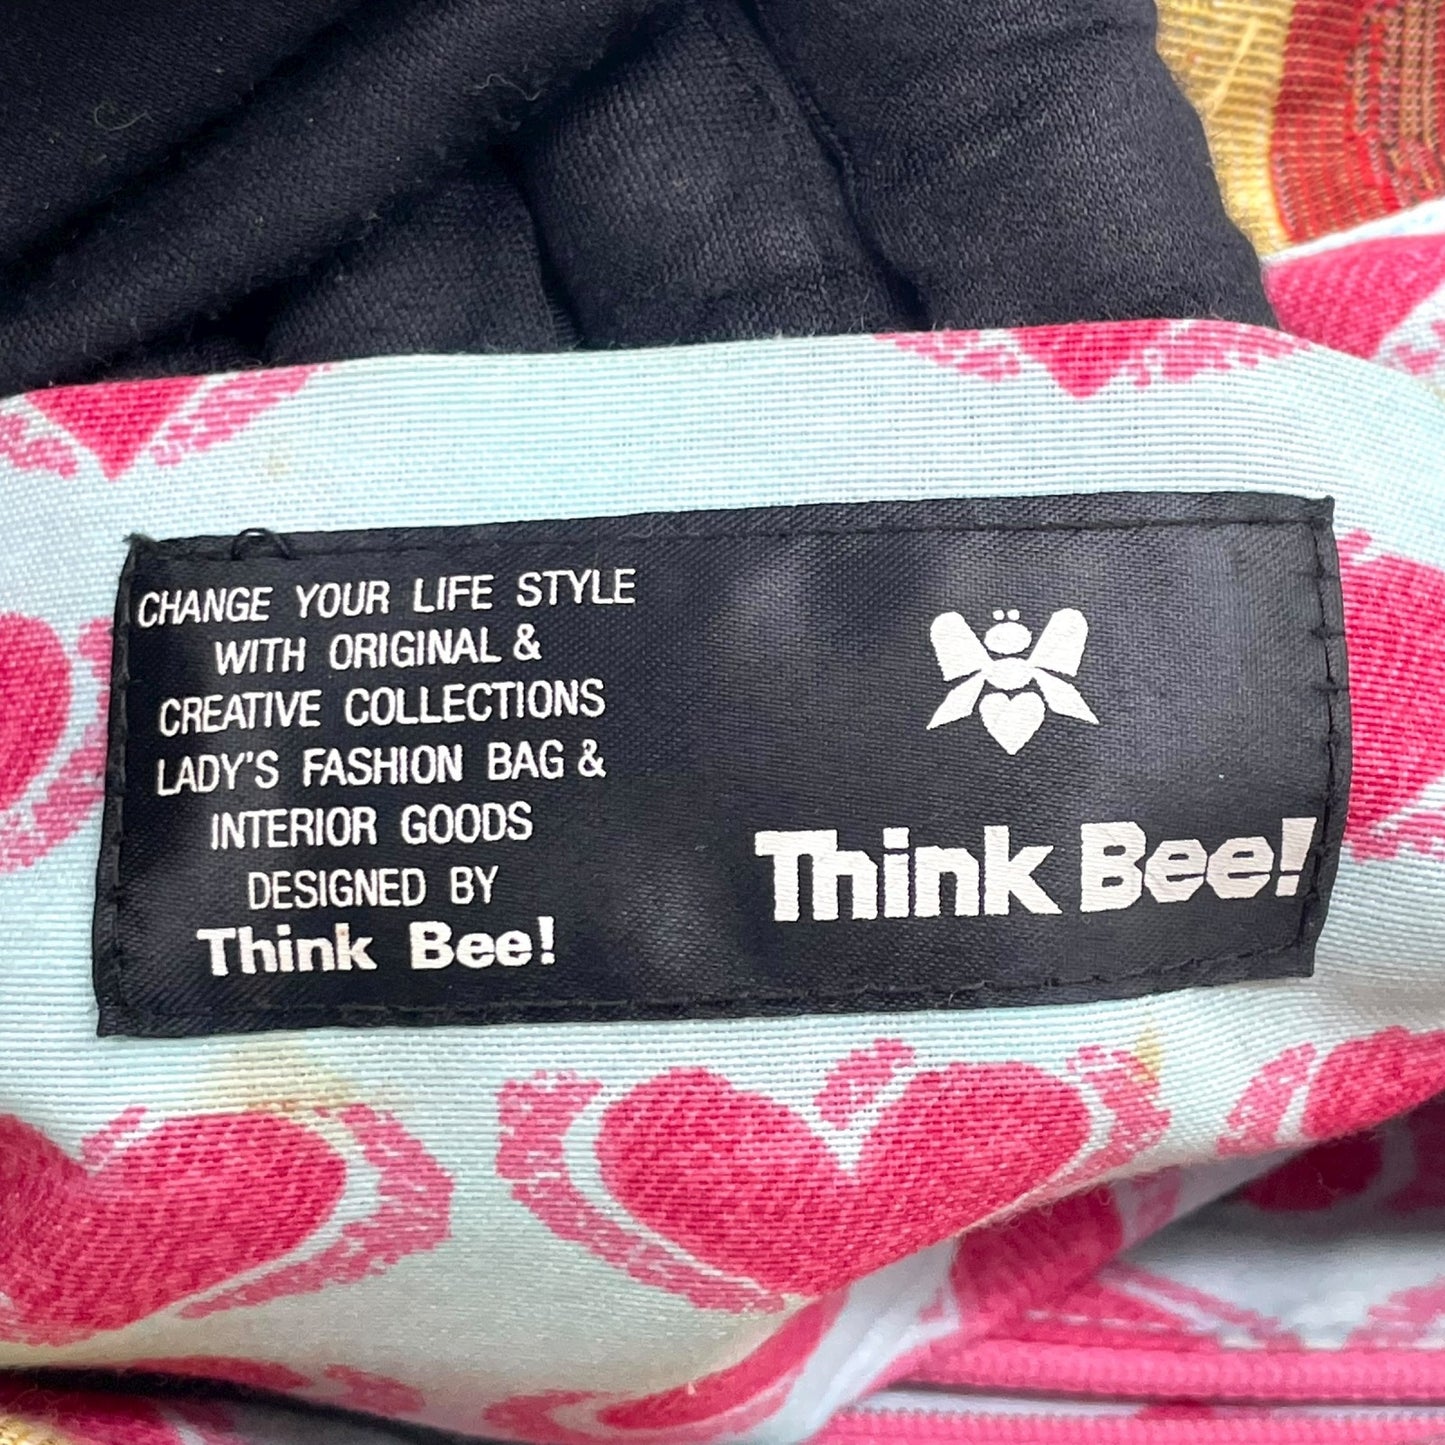 CHANGE YOUR LIFE STYLE
WITH ORIGINAL &
CREATIVE COLLECTIONS
LADY'S FASHION BAG &
INTERIOR GOODS
DESIGNED BY
Think Bee!
Think Bee!